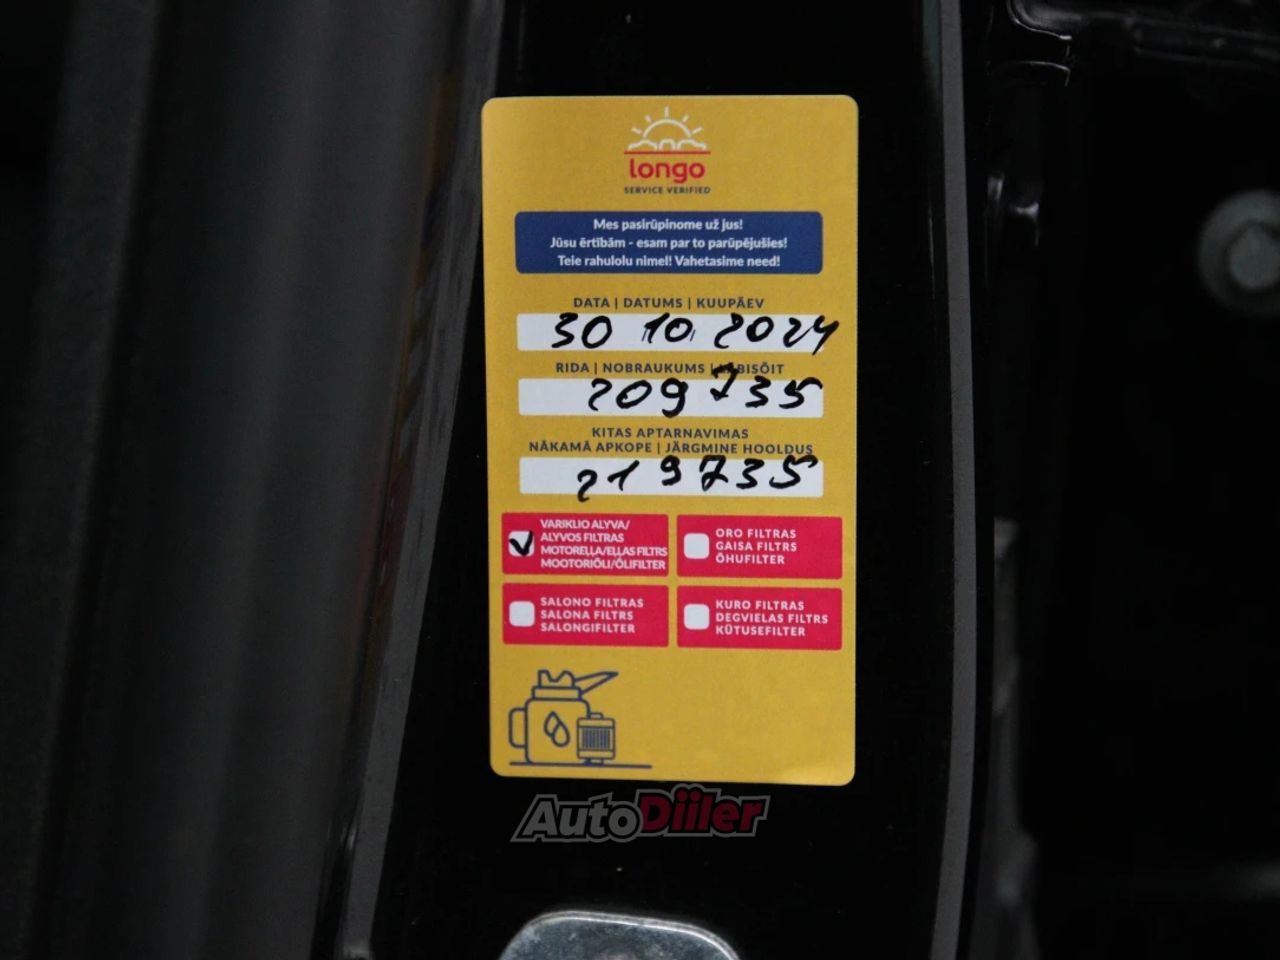 longo
SERVICE VERIFIED
Mes pasirūpinome už jus!
Jūsu ērtībām - esam par to parūpējušies!
Teie rahulolu nimel! Vahetasime need!
DATA | DATUMS | KUUPÄEV
30 10 2024
RIDA | NOBRAUKUMS | LÄBISÕIT
209735
KITAS APTARNAVIMAS
NĀKAMĀ APKOPE | JÄRGMINE HOOLDUS
219735
VARIKLIO ALYVA/
ALYVOS FILTRAS
MOTOREĻĻA/EĻĻAS FILTRS
MOOTORIÕLI/ÕLIFILTER
ORO FILTRAS
GAISA FILTRS
ÕHUFILTER
SALONO FILTRAS
SALONA FILTRS
SALONGIFILTER
KURO FILTRAS
DEGVIELAS FILTRS
KÜTUSEFILTER
AutoDiiler